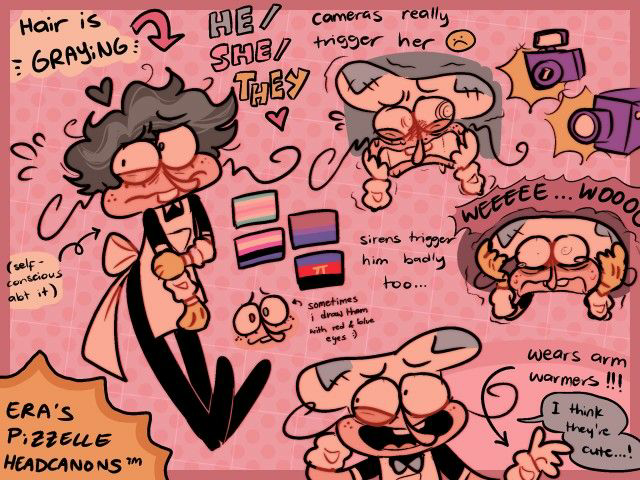 Hair is
GRAYiNG
HE/
SHE/
THEY
cameras really
trigger her
WEEEEE...WOOO
sirens trigger
him badly
too...
(self-
conscious
abt it)
sometimes
i draw them
with red & blue
eyes :)
wears arm
warmers !!!
I think
they're
cute...!
ERA'S
PiZZELLE
HEADCANONS™